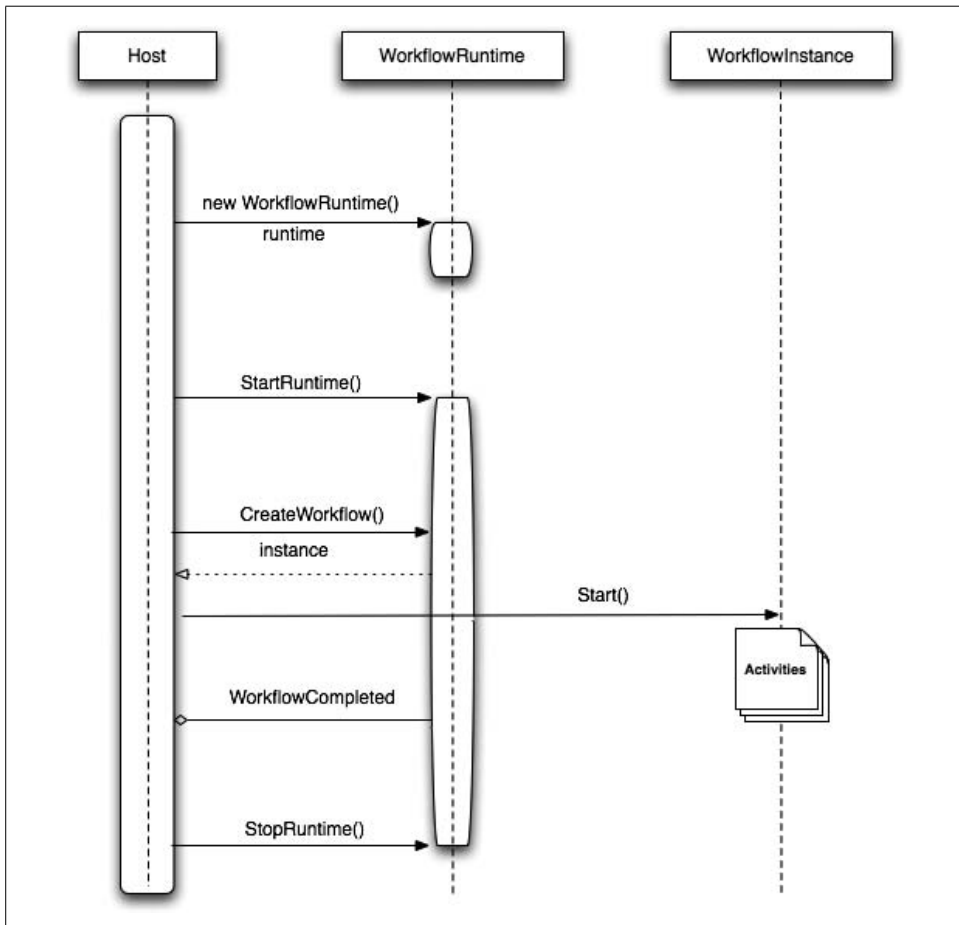 Host
WorkflowRuntime
WorkflowInstance
new WorkflowRuntime()
runtime
StartRuntime()
CreateWorkflow()
instance
Start()
Activities
WorkflowCompleted
StopRuntime()